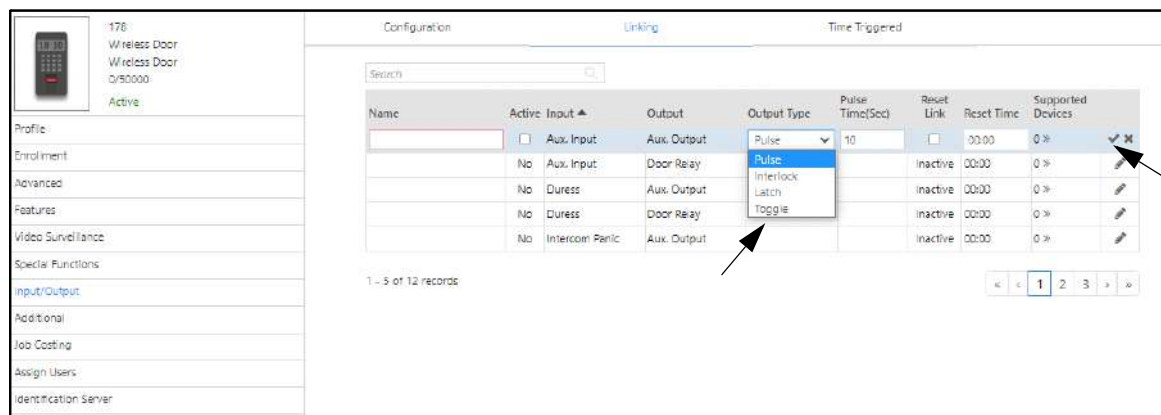 178
Wireless Door
Wireless Door
0/50000
Active
Profile
Enrollment
Advanced
Features
Video Surveillance
Special Functions
Input/Output
Additional
Job Costing
Assign Users
Identification Server
Configuration Linking Time Triggered
Search
Name Active Input Output Output Type Pulse Time(Sec) Reset Link Reset Time Supported Devices
Aux. Input Aux. Output Pulse 10 00:00 0 »
No Aux. Input Door Relay Inactive 00:00 0 »
No Duress Aux. Output Inactive 00:00 0 »
No Duress Door Relay Inactive 00:00 0 »
No Intercom Panic Aux. Output Inactive 00:00 0 »
Pulse
Interlock
Latch
Toggle
1 - 5 of 12 records
« ‹ 1 2 3 › »